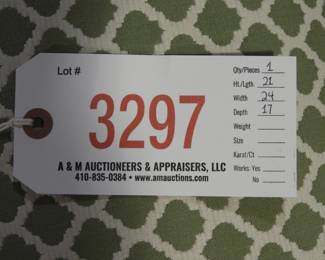 Lot #
3297
A & M AUCTIONEERS & APPRAISERS, LLC
410-835-0384 • www.amauctions.com
Qty/Pieces 1
Ht./Lgth. 21
Width 24
Depth 17
Weight
Size
Karat/Ct
Works: Yes
No